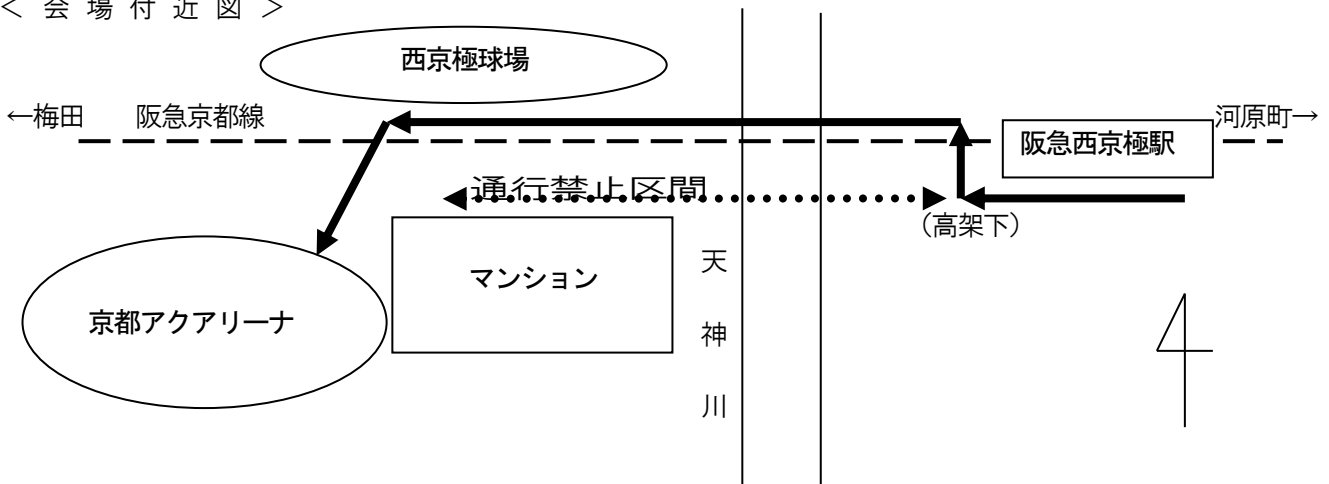 ＜ 会 場 付 近 図 ＞
西京極球場
←梅田　　阪急京都線
河原町→
阪急西京極駅
通行禁止区間
（高架下）
マンション
天神川
京都アクアリーナ